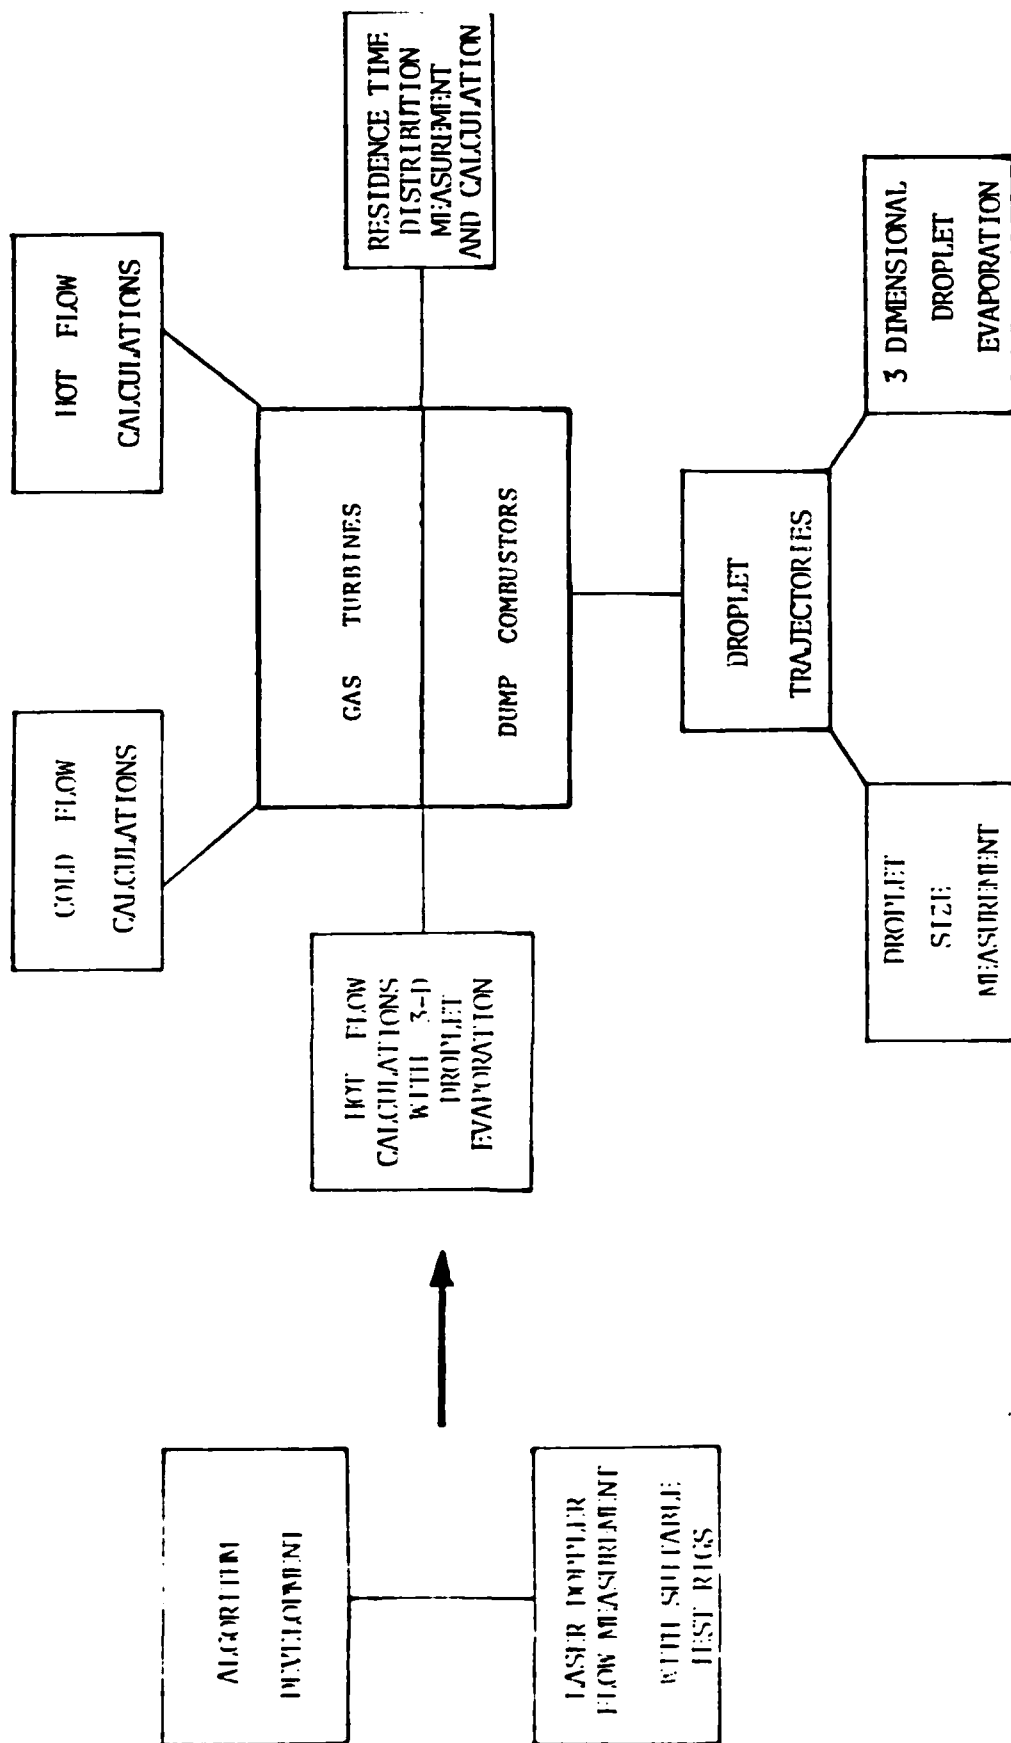 ALGORITHM
DEVELOPMENT
LASER DOPPLER
FLOW MEASUREMENT
WITH SUITABLE
TEST RIGS
COLD FLOW
CALCULATIONS
HOT FLOW
CALCULATIONS
HOT FLOW
CALCULATIONS
WITH 3-D
DROPLET
EVAPORATION
GAS TURBINES
DUMP COMBUSTORS
RESIDENCE TIME
DISTRIBUTION
MEASUREMENT
AND CALCULATION
DROPLET
TRAJECTORIES
DROPLET
SIZE
MEASUREMENT
3 DIMENSIONAL
DROPLET
EVAPORATION